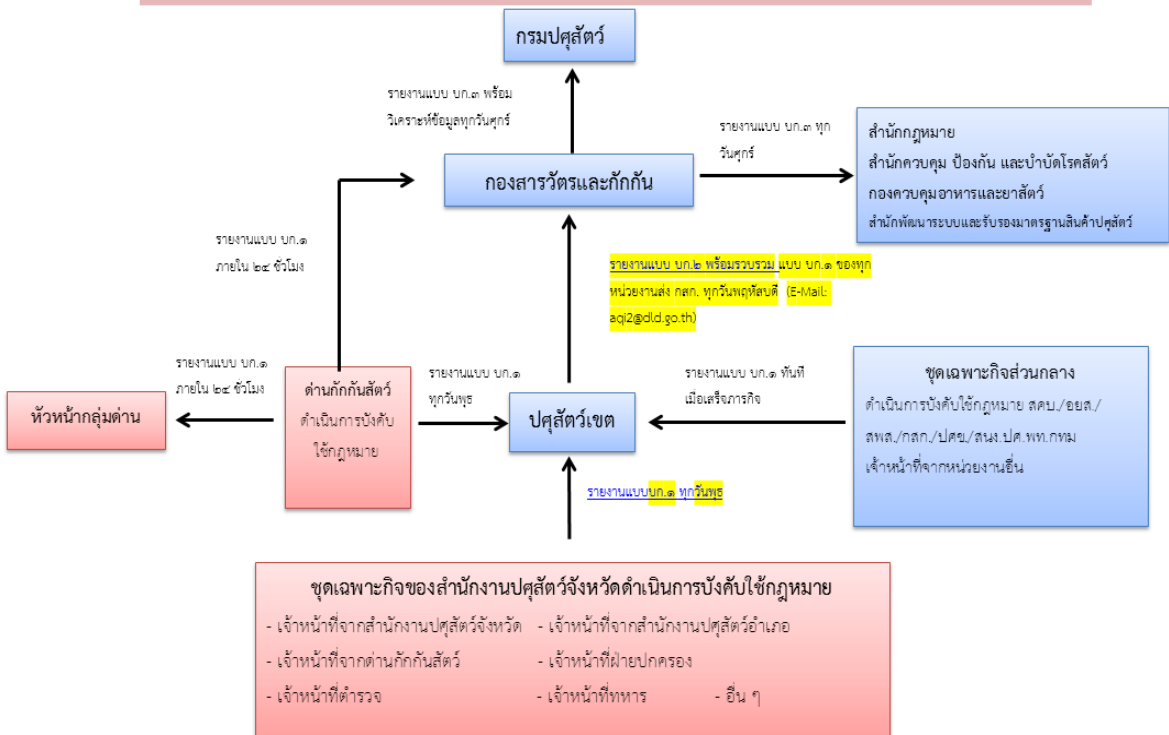 กรมปศุสัตว์
รายงานแบบ บก.๓ พร้อม
วิเคราะห์ข้อมูลทุกวันศุกร์
รายงานแบบ บก.๓ ทุก
วันศุกร์
สำนักกฎหมาย
สำนักควบคุม ป้องกัน และบำบัดโรคสัตว์
กองควบคุมอาหารและยาสัตว์
สำนักพัฒนาระบบและรับรองมาตรฐานสินค้าปศุสัตว์
กองสารวัตรและกักกัน
รายงานแบบ บก.๑
ภายใน ๒๔ ชั่วโมง
รายงานแบบ บก.๒ พร้อมรวบรวม แบบ บก.๑ ของทุก
หน่วยงานส่ง กสก. ทุกวันพฤหัสบดี (E-Mail:
aqi2@dld.go.th)
รายงานแบบ บก.๑
ภายใน ๒๔ ชั่วโมง
หัวหน้ากลุ่มด่าน
ด่านกักกันสัตว์
ดำเนินการบังคับ
ใช้กฎหมาย
รายงานแบบ บก.๑
ทุกวันพุธ
ปศุสัตว์เขต
รายงานแบบ บก.๑ ทันที
เมื่อเสร็จภารกิจ
ชุดเฉพาะกิจส่วนกลาง
ดำเนินการบังคับใช้กฎหมาย สคบ./อยส./
สพส./กสก./ปศข./สนง.ปศ.พท.กทม
เจ้าหน้าที่จากหน่วยงานอื่น
รายงานแบบบก.๑ ทุกวันพุธ
ชุดเฉพาะกิจของสำนักงานปศุสัตว์จังหวัดดำเนินการบังคับใช้กฎหมาย
- เจ้าหน้าที่จากสำนักงานปศุสัตว์จังหวัด - เจ้าหน้าที่จากสำนักงานปศุสัตว์อำเภอ
- เจ้าหน้าที่จากด่านกักกันสัตว์ - เจ้าหน้าที่ฝ่ายปกครอง
- เจ้าหน้าที่ตำรวจ - เจ้าหน้าที่ทหาร - อื่น ๆ